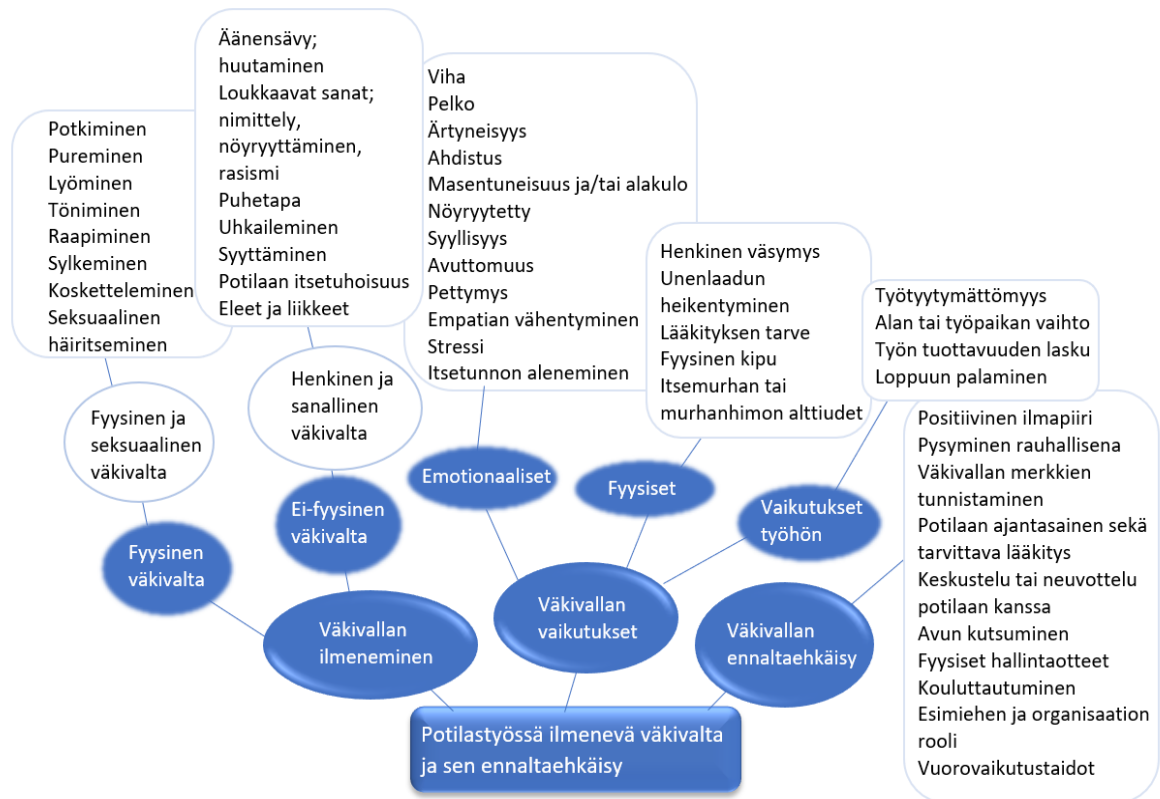 Äänensävy;
huutaminen
Loukkaavat sanat;
nimittely,
nöyryyttäminen,
rasismi
Puhetapa
Uhkaileminen
Syyttäminen
Potilaan itsetuhoisuus
Eleet ja liikkeet
Potkiminen
Pureminen
Lyöminen
Töniminen
Raapiminen
Sylkeminen
Kosketteleminen
Seksuaalinen
häiritseminen
Viha
Pelko
Ärtyneisyys
Ahdistus
Masentuneisuus ja/tai alakulo
Nöyryytetty
Syyllisyys
Avuttomuus
Pettymys
Empatian vähentyminen
Stressi
Itsetunnon aleneminen
Henkinen väsymys
Unenlaadun
heikentyminen
Lääkityksen tarve
Fyysinen kipu
Itsemurhan tai
murhanhimon alttiudet
Työtyytymättömyys
Alan tai työpaikan vaihto
Työn tuottavuuden lasku
Loppuun palaminen
Positiivinen ilmapiiri
Pysyminen rauhallisena
Väkivallan merkkien
tunnistaminen
Potilaan ajantasainen sekä
tarvittava lääkitys
Keskustelu tai neuvottelu
potilaan kanssa
Avun kutsuminen
Fyysiset hallintaotteet
Kouluttautuminen
Esimiehen ja organisaation
rooli
Vuorovaikutustaidot
Fyysinen ja
seksuaalinen
väkivalta
Henkinen ja
sanallinen
väkivalta
Emotionaaliset
Fyysiset
Vaikutukset
työhön
Fyysinen
väkivalta
Ei-fyysinen
väkivalta
Väkivallan
ilmeneminen
Väkivallan
vaikutukset
Väkivallan
ennaltaehkäisy
Potilastyössä ilmenevä väkivalta
ja sen ennaltaehkäisy